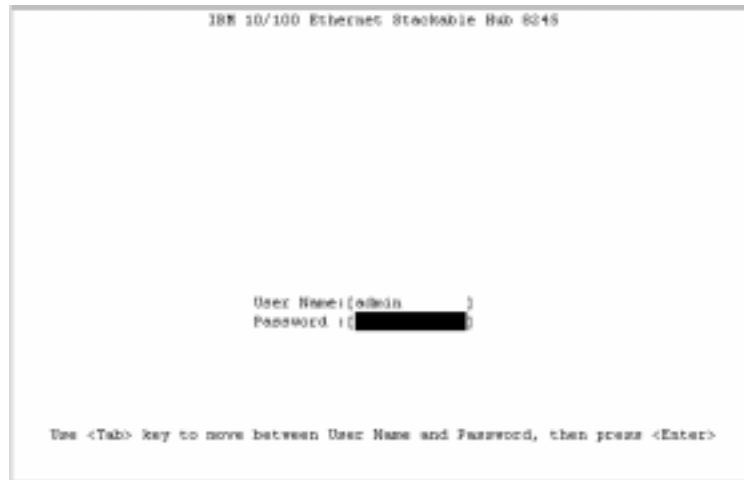 IBM 10/100 Ethernet Stackable Hub 8245
User Name:[admin ]
Password :[ ]
Use <Tab> key to move between User Name and Password, then press <Enter>